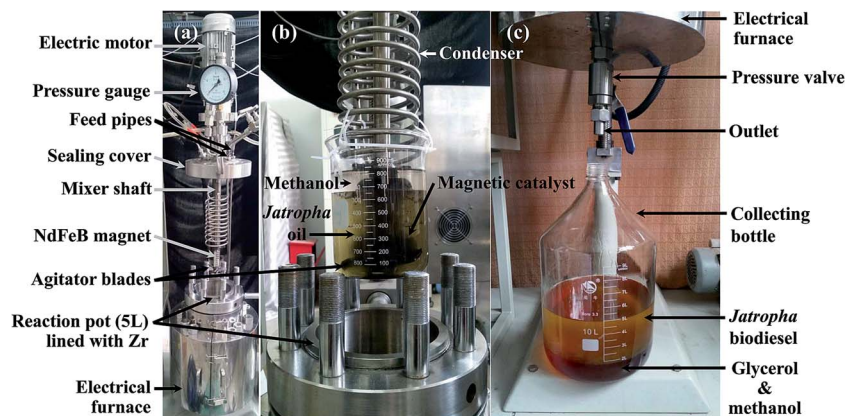 (a)
Electric motor
Pressure gauge
Feed pipes
Sealing cover
Mixer shaft
NdFeB magnet
Agitator blades
Reaction pot (5L)
lined with Zr
Electrical
furnace
(b)
Condenser
Methanol
Magnetic catalyst
Jatropha
oil
(c)
Electrical
furnace
Pressure valve
Outlet
Collecting
bottle
10 L
Jatropha
biodiesel
Glycerol
&
methanol